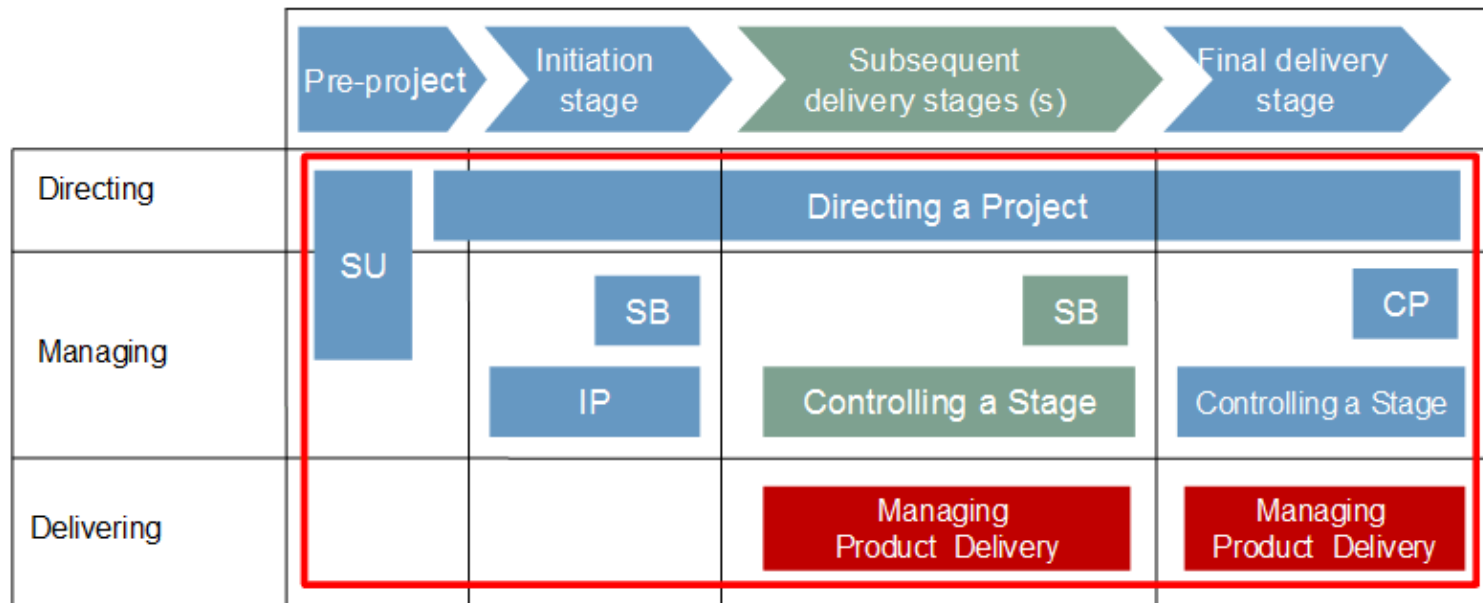 Pre-project
Initiation
stage
Subsequent
delivery stages (s)
Final delivery
stage
Directing
SU
Directing a Project
Managing
SB
SB
CP
IP
Controlling a Stage
Controlling a Stage
Delivering
Managing
Product Delivery
Managing
Product Delivery